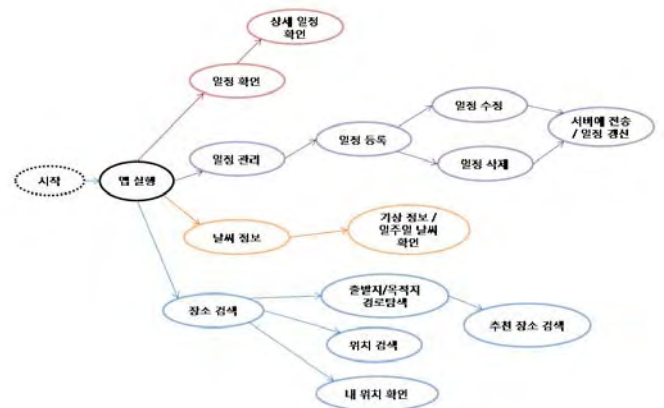 상세 일정
확인
일정 확인
일정 수정
서버에 전송
/ 일정 갱신
일정 등록
일정 관리
일정 삭제
시작
앱 실행
기상 정보 /
일주일 날씨
확인
날씨 정보
출발지/목적지
경로탐색
장소 검색
추천 장소 검색
위치 검색
내 위치 확인